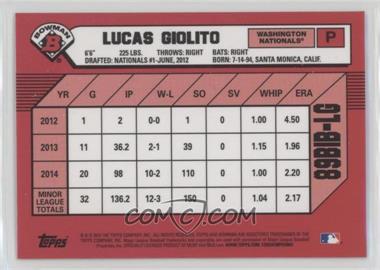 BOWMAN
B
LUCAS GIOLITO
WASHINGTON
NATIONALS®
P
6'6" 225 LBS. THROWS: RIGHT BATS: RIGHT
DRAFTED: NATIONALS #1-JUNE, 2012 BORN: 7-14-94, SANTA MONICA, CALIF.
YR G IP W-L SO SV WHIP ERA
2012 1 2 0-0 1 0 1.00 4.50
2013 11 36.2 2-1 39 0 1.15 1.96
2014 20 98 10-2 110 0 1.00 2.20
MINOR LEAGUE TOTALS 32 136.2 12-3 150 0 1.04 2.17
89BIB-LG
Topps